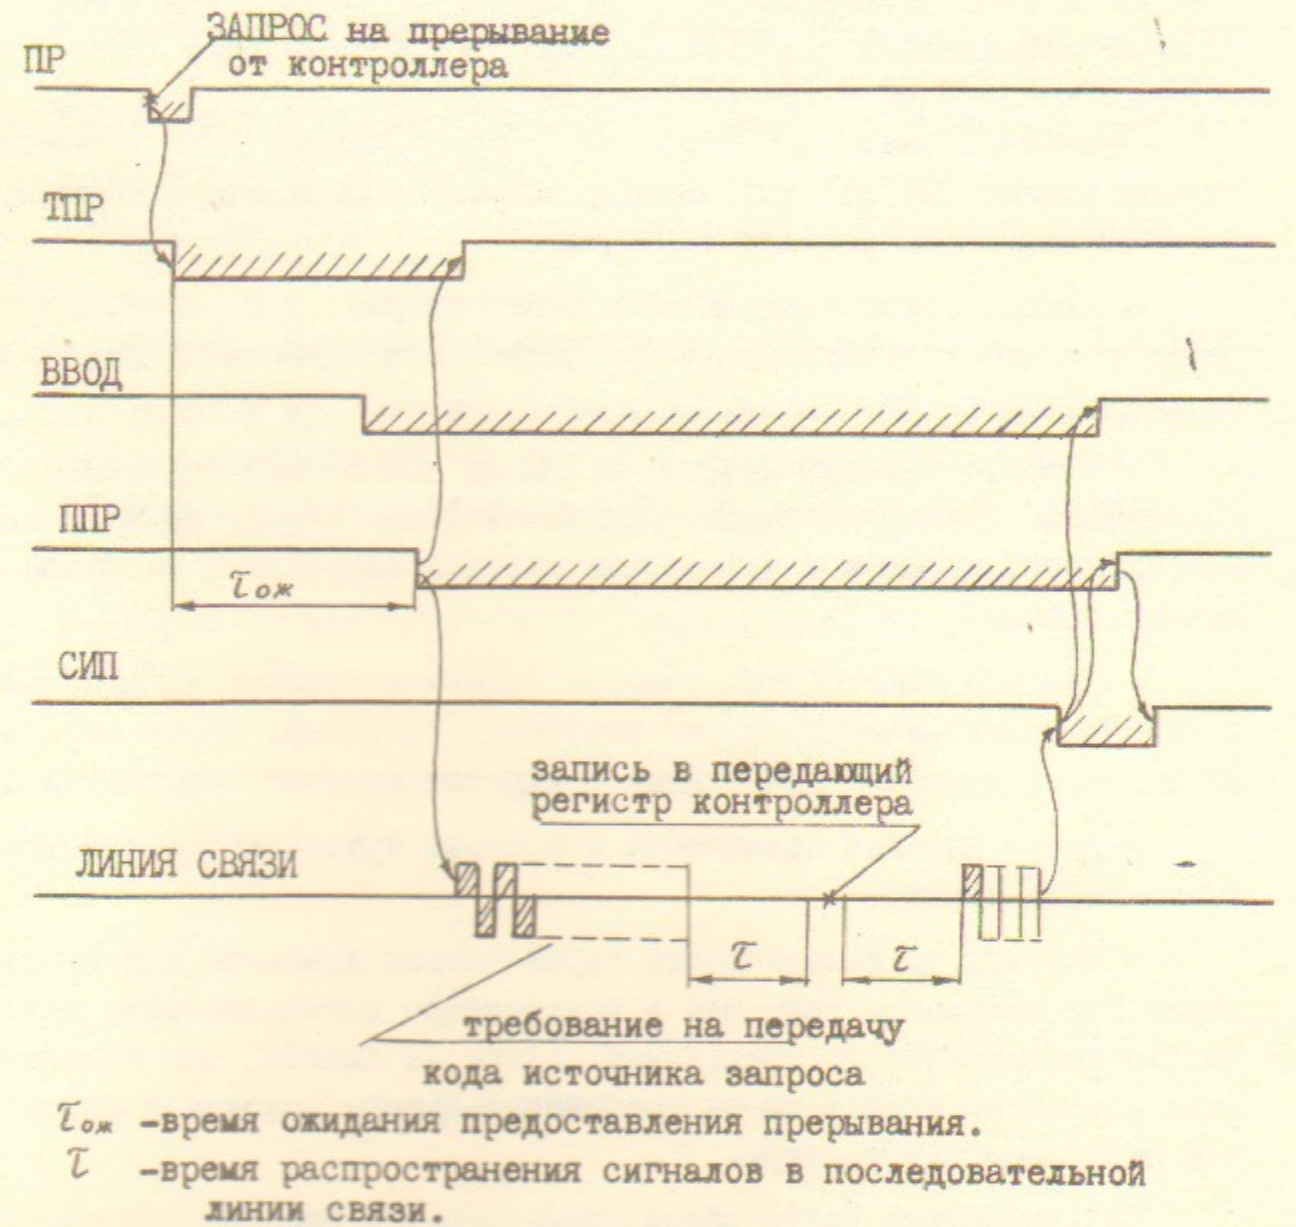 ЗАПРОС на прерывание
от контроллера
ПР
ТПР
ВВОД
ППР
τож
СИП
запись в передающий
регистр контроллера
ЛИНИЯ СВЯЗИ
τ
τ
требование на передачу
кода источника запроса
τож -время ожидания предоставления прерывания.
τ -время распространения сигналов в последовательной
линии связи.